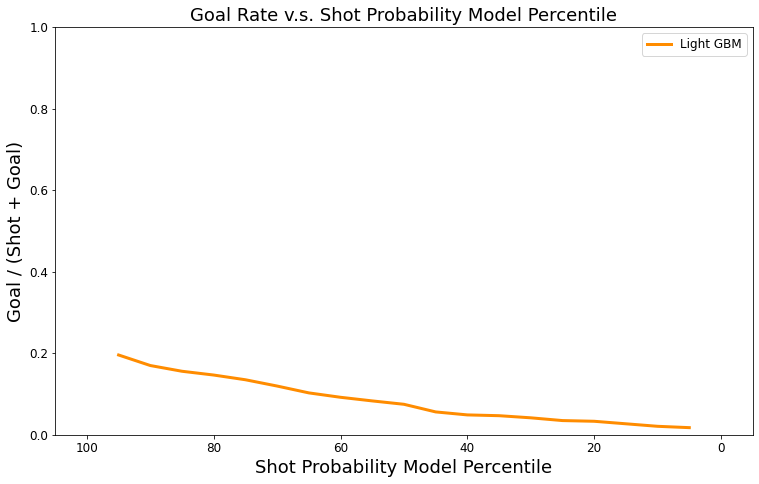 Goal Rate v.s. Shot Probability Model Percentile
Light GBM
Goal / (Shot + Goal)
1.0
0.8
0.6
0.4
0.2
0.0
100 80 60 40 20 0
Shot Probability Model Percentile